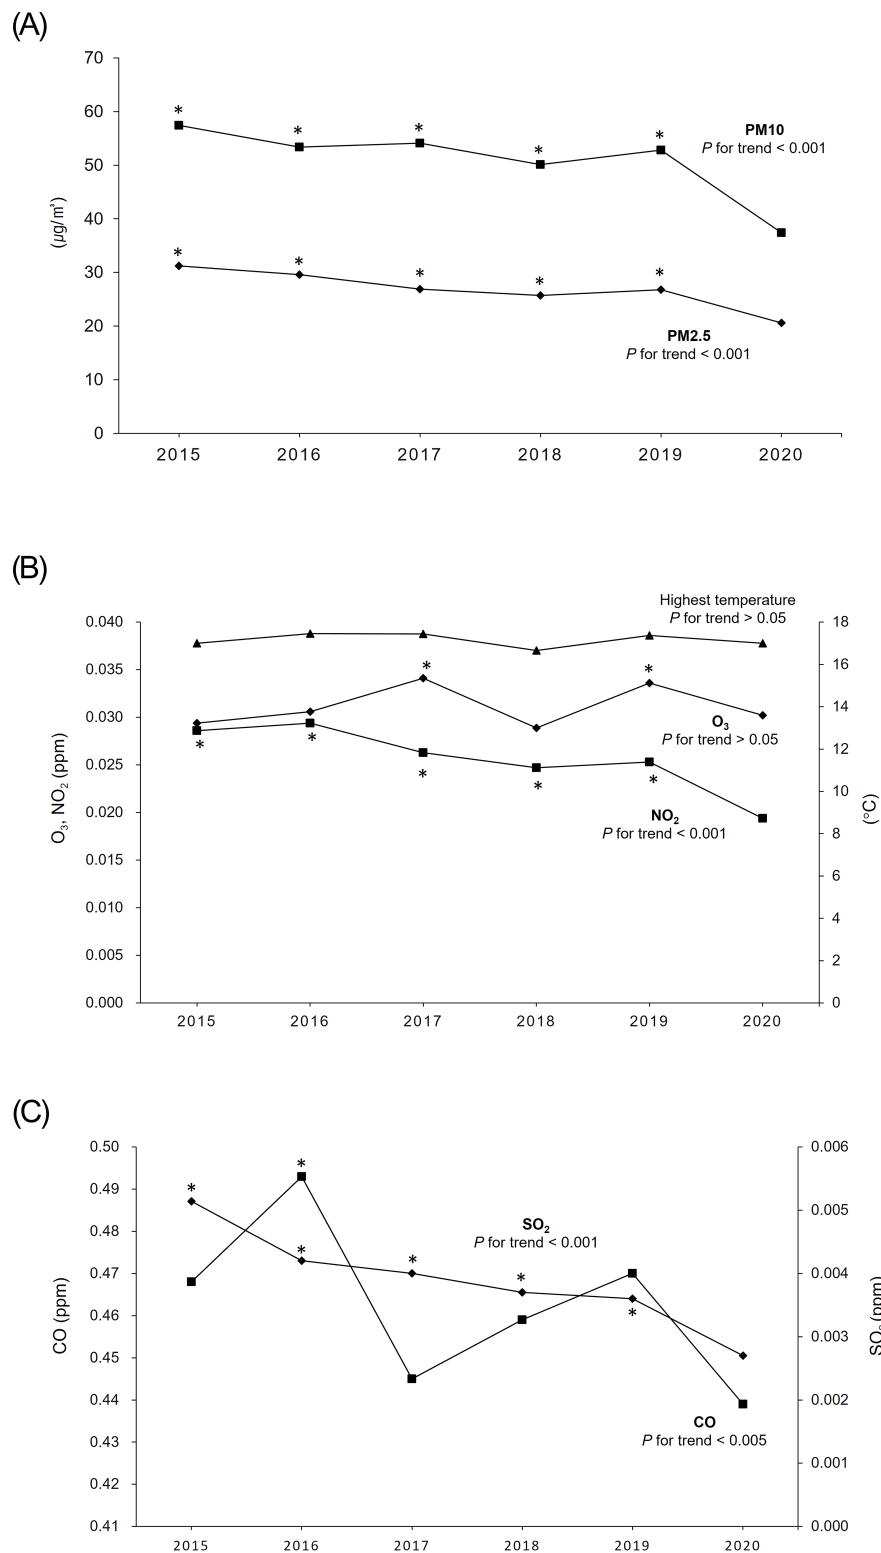 (A)
70
60
50
40
30
20
10
0
(µg/m³)
*
*
*
*
*
PM10
P for trend < 0.001
*
*
*
*
*
PM2.5
P for trend < 0.001
2015 2016 2017 2018 2019 2020
(B)
Highest temperature
P for trend > 0.05
0.040
0.035
0.030
0.025
0.020
0.015
0.010
0.005
0.000
O₃, NO₂ (ppm)
18
16
14
12
10
8
6
4
2
0
(°C)
*
*
O₃
P for trend > 0.05
*
*
*
*
*
NO₂
P for trend < 0.001
2015 2016 2017 2018 2019 2020
(C)
0.50
0.49
0.48
0.47
0.46
0.45
0.44
0.43
0.42
0.41
CO (ppm)
0.006
0.005
0.004
0.003
0.002
0.001
0.000
SO₂ (ppm)
*
*
*
*
*
*
SO₂
P for trend < 0.001
CO
P for trend < 0.005
2015 2016 2017 2018 2019 2020